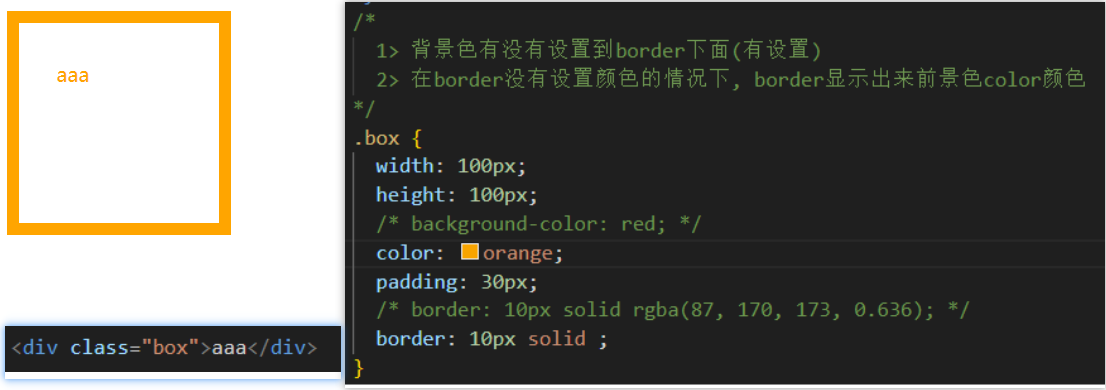 aaa
<div class="box">aaa</div>
/*
1> 背景色有没有设置到border下面(有设置)
2> 在border没有设置颜色的情况下, border显示出来前景色color颜色
*/
.box {
width: 100px;
height: 100px;
/* background-color: red; */
color: orange;
padding: 30px;
/* border: 10px solid rgba(87, 170, 173, 0.636); */
border: 10px solid ;
}